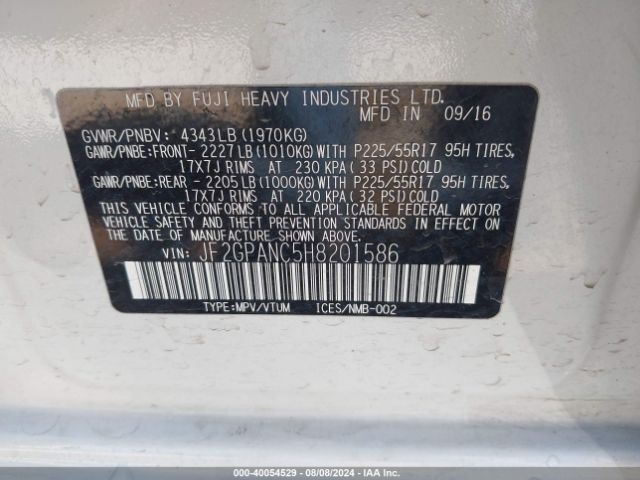 MFD BY FUJI HEAVY INDUSTRIES LTD.
MFD IN 09/16
GVWR/PNBV: 4343LB(1970KG)
GAWR/PNBE:FRONT- 2227LB(1010KG)WITH P225/55R17 95H TIRES,
17X7J RIMS AT 230 KPA( 33 PSI)COLD
GAWR/PNBE:REAR - 2205LB(1000KG)WITH P225/55R17 95H TIRES,
17X7J RIMS AT 220 KPA( 32 PSI)COLD
THIS VEHICLE CONFORMS TO ALL APPLICABLE FEDERAL MOTOR
VEHICLE SAFETY AND THEFT PREVENTION STANDARDS IN EFFECT ON
THE DATE OF MANUFACTURE SHOWN ABOVE.
VIN: JF2GPANC5H8201586
TYPE:MPV/VTUM ICES/NMB-002
000-40054529 - 08/08/2024 - IAAI.COM